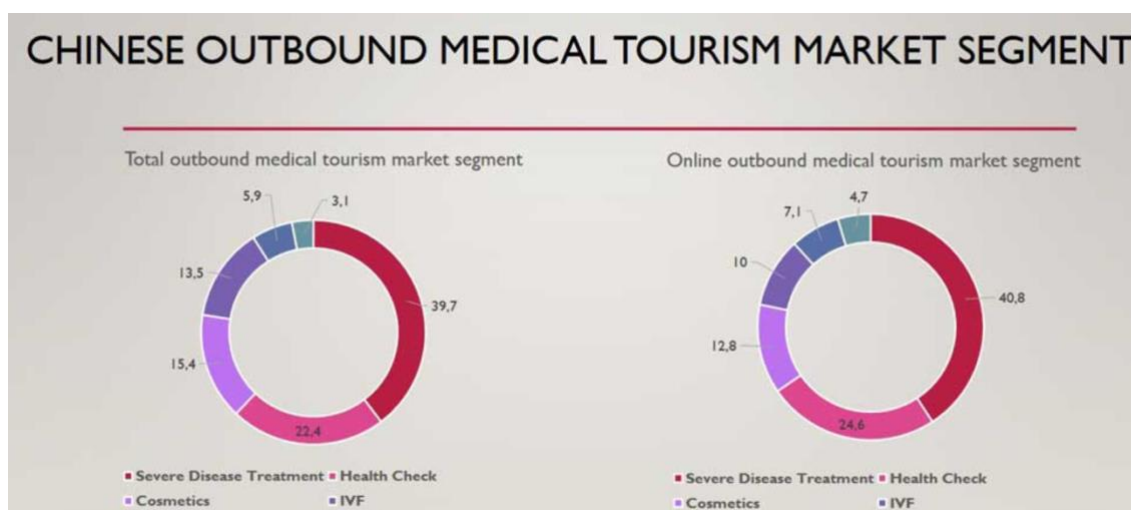 CHINESE OUTBOUND MEDICAL TOURISM MARKET SEGMENT
Total outbound medical tourism market segment
5,9
3,1
13,5
39,7
15,4
22,4
Severe Disease Treatment
Health Check
Cosmetics
IVF
Online outbound medical tourism market segment
4,7
7,1
10
40,8
12,8
24,6
Severe Disease Treatment
Health Check
Cosmetics
IVF